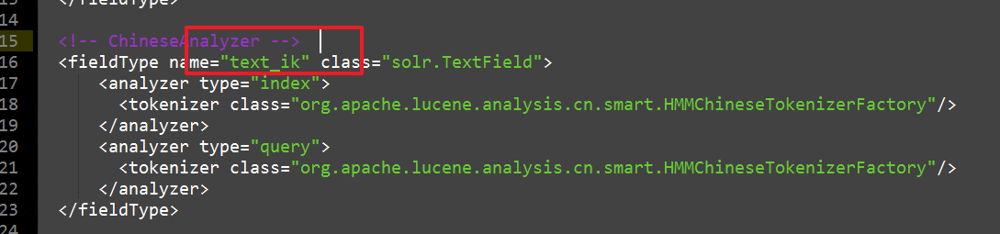 </fieldType>
14
15 <!-- ChineseAnalyzer -->
16 <fieldType name="text_ik" class="solr.TextField">
17 <analyzer type="index">
18 <tokenizer class="org.apache.lucene.analysis.cn.smart.HMMChineseTokenizerFactory"/>
19 </analyzer>
20 <analyzer type="query">
21 <tokenizer class="org.apache.lucene.analysis.cn.smart.HMMChineseTokenizerFactory"/>
22 </analyzer>
23 </fieldType>
24